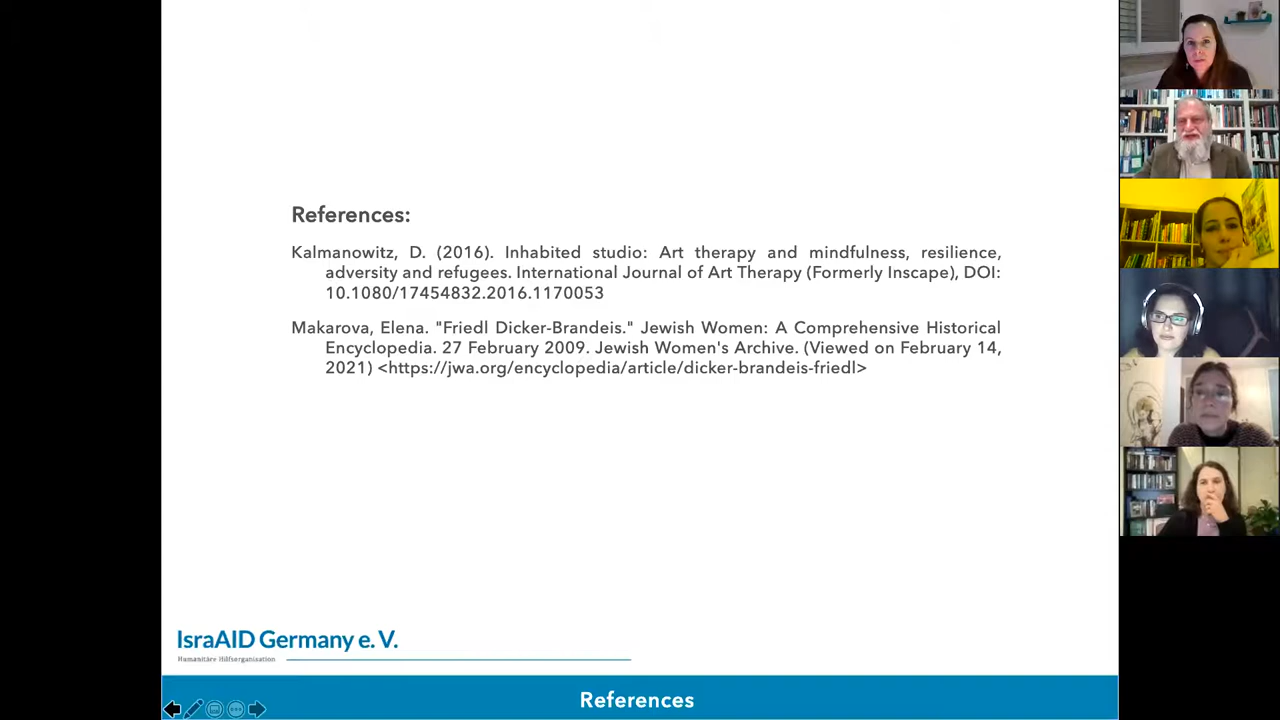 References:
Kalmanowitz, D. (2016). Inhabited studio: Art therapy and mindfulness, resilience,
adversity and refugees. International Journal of Art Therapy (Formerly Inscape), DOI:
10.1080/17454832.2016.1170053
Makarova, Elena. "Friedl Dicker-Brandeis." Jewish Women: A Comprehensive Historical
Encyclopedia. 27 February 2009. Jewish Women's Archive. (Viewed on February 14,
2021) <https://jwa.org/encyclopedia/article/dicker-brandeis-friedl>
IsraAID Germany e. V.
Humanitäre Hilfsorganisation
References